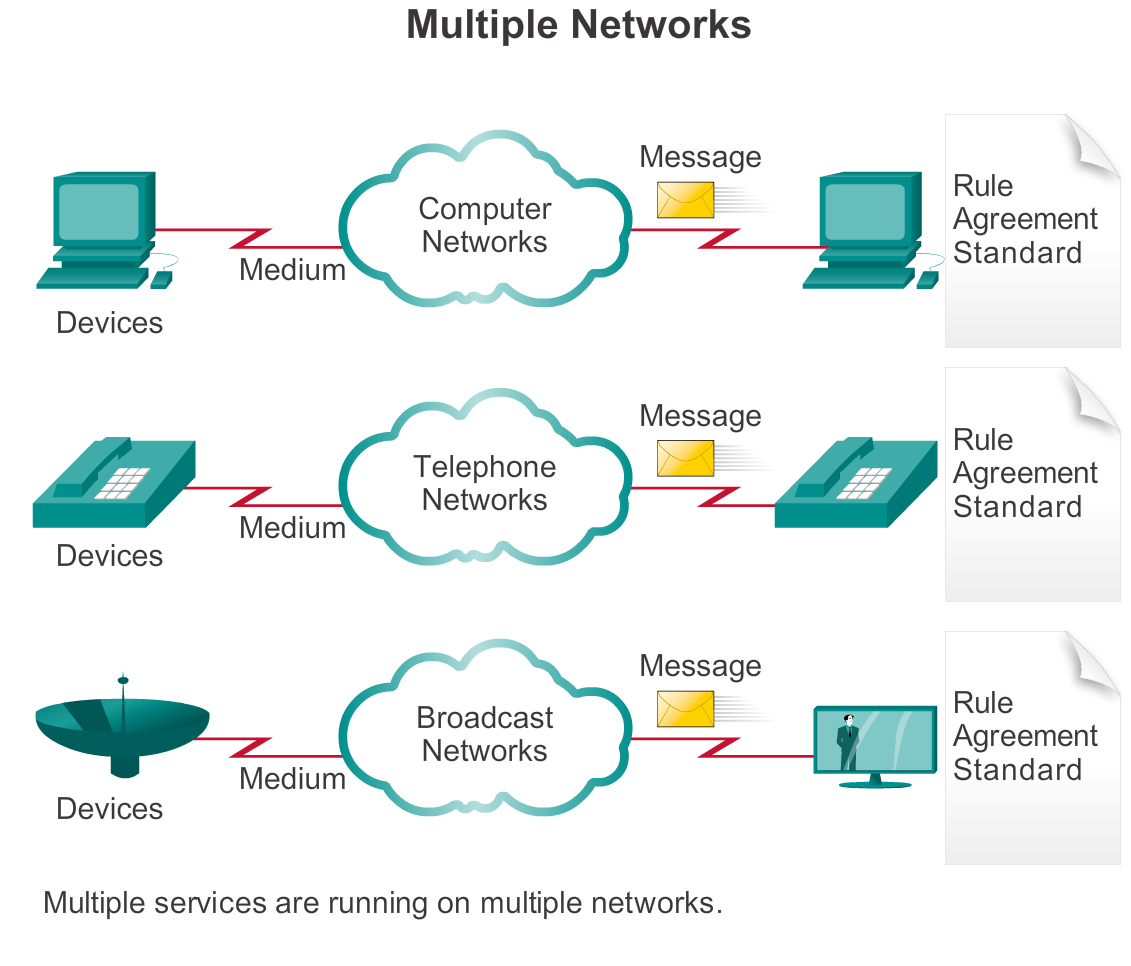 Multiple Networks
Message
Computer
Networks
Medium
Devices
Rule
Agreement
Standard
Message
Telephone
Networks
Medium
Devices
Rule
Agreement
Standard
Message
Broadcast
Networks
Medium
Devices
Rule
Agreement
Standard
Multiple services are running on multiple networks.